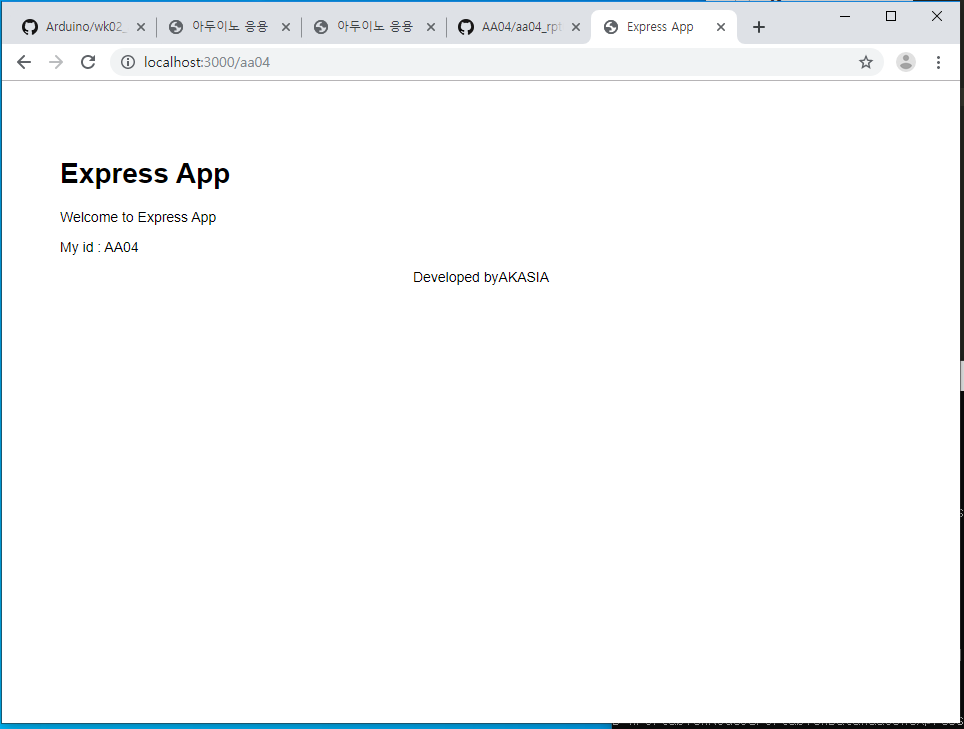 Arduino/wk02_
아두이노 응용
아두이노 응용
AA04/aa04_rpt
Express App
localhost:3000/aa04
Express App
Welcome to Express App
My id : AA04
Developed byAKASIA